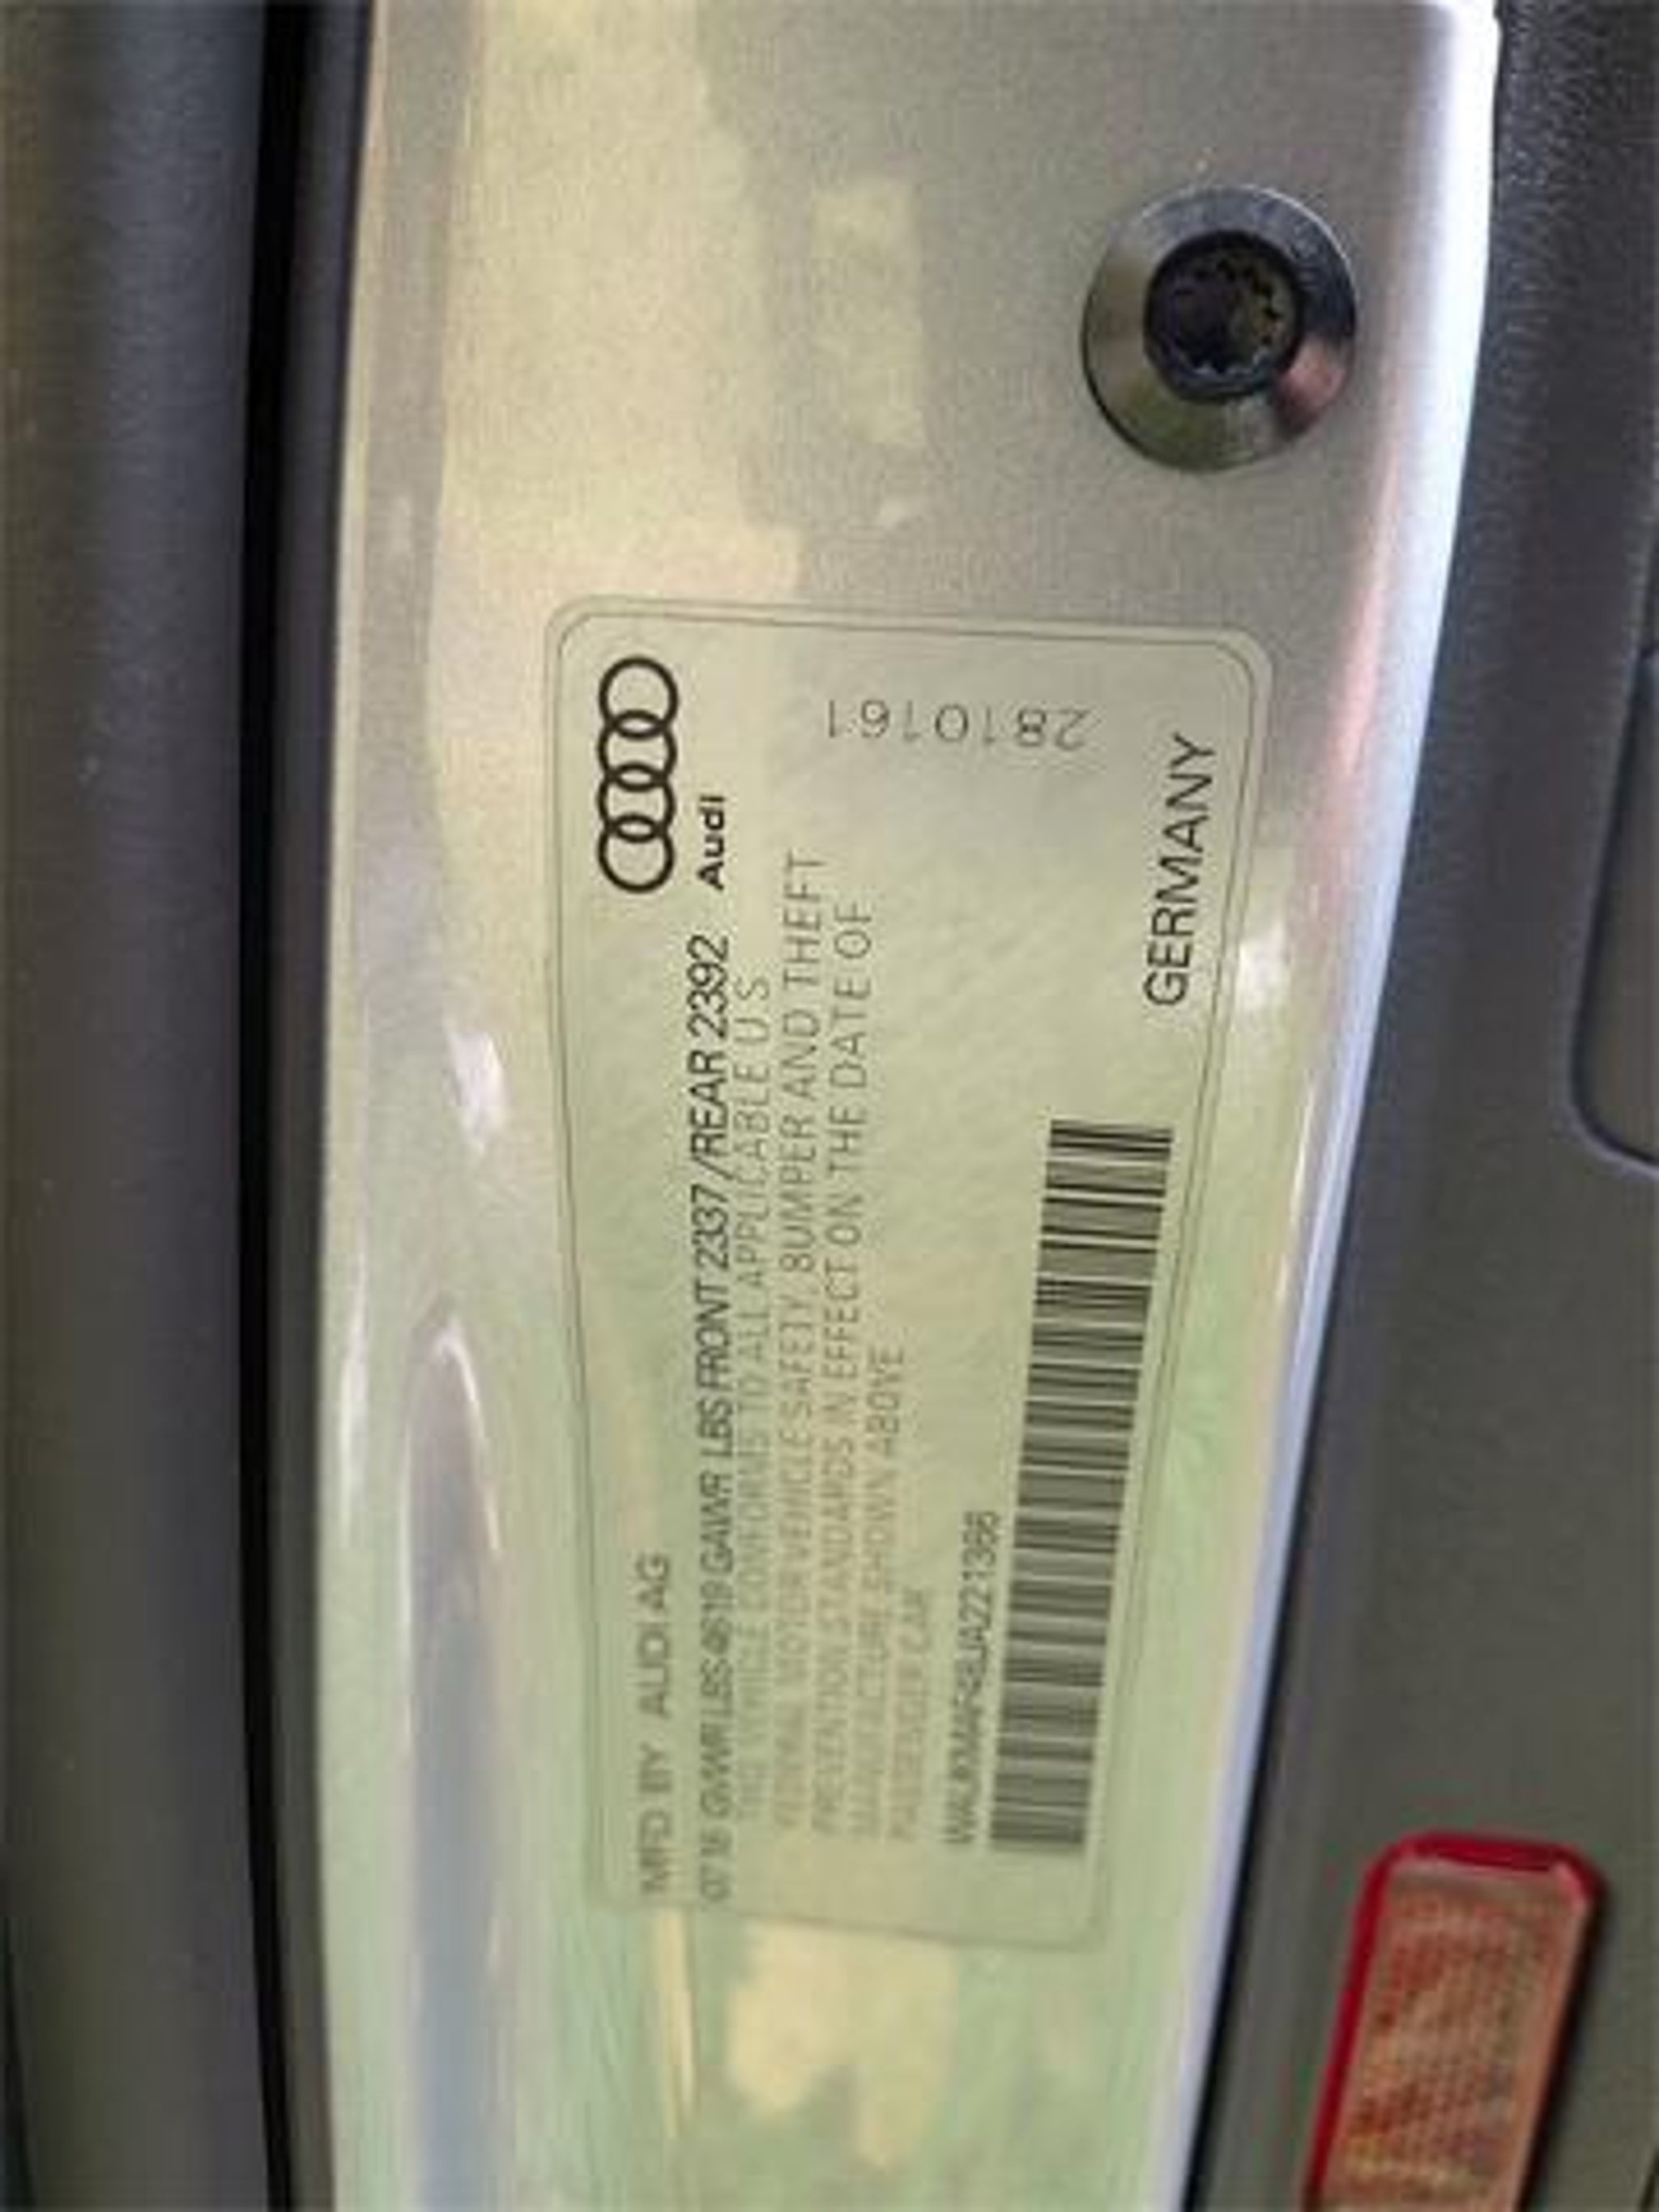 MFD BY AUDI AG
07 18 GVWR LBS 4619 GAWR LBS FRONT 2337/REAR 2392
Audi
THIS VEHICLE CONFORMS TO ALL APPLICABLE U S
FEDERAL MOTOR VEHICLE SAFETY, BUMPER AND THEFT
PREVENTION STANDARDS IN EFFECT ON THE DATE OF
MANUFACTURE SHOWN ABOVE
PASSENGER CAR
2810161
GERMANY